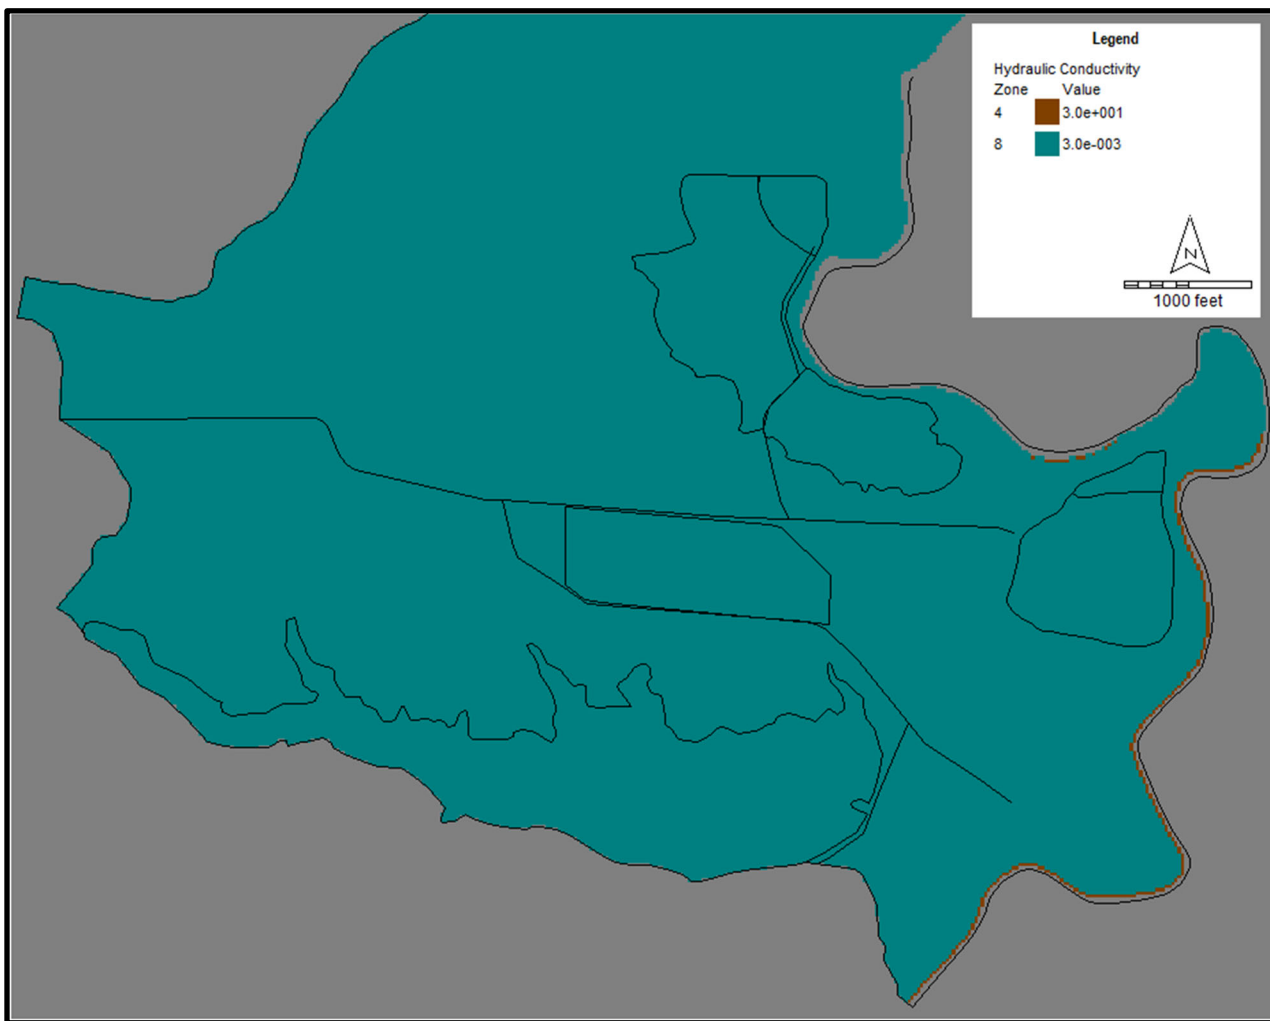 Legend
Hydraulic Conductivity
Zone Value
4 3.0e+001
8 3.0e-003
N
1000 feet